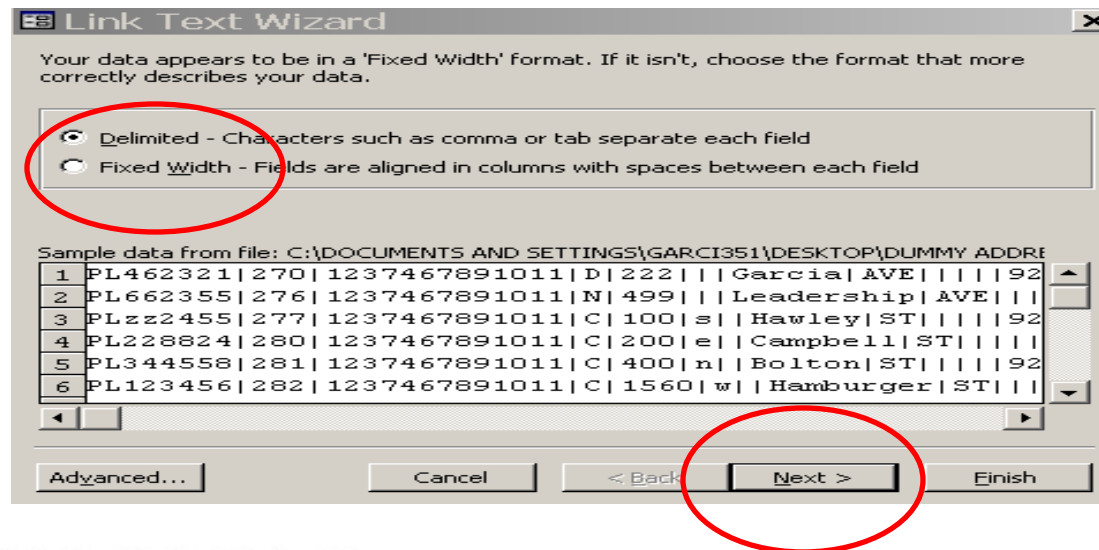 Link Text Wizard
Your data appears to be in a 'Fixed Width' format. If it isn't, choose the format that more
correctly describes your data.
Delimited - Characters such as comma or tab separate each field
Fixed Width - Fields are aligned in columns with spaces between each field
Sample data from file: C:\DOCUMENTS AND SETTINGS\GARCI351\DESKTOP\DUMMY ADDRE
1 PL462321|270|1237467891011|D|222|||Garcia|AVE|||||92
2 PL662355|276|1237467891011|N|499|||Leadership|AVE|||
3 PLzz2455|277|1237467891011|C|100|s||Hawley|ST|||||92
4 PL228824|280|1237467891011|C|200|e||Campbell|ST|||||
5 PL344558|281|1237467891011|C|400|n||Bolton|ST|||||92
6 PL123456|282|1237467891011|C|1560|w||Hamburger|ST|||
Advanced... Cancel < Back Next > Finish